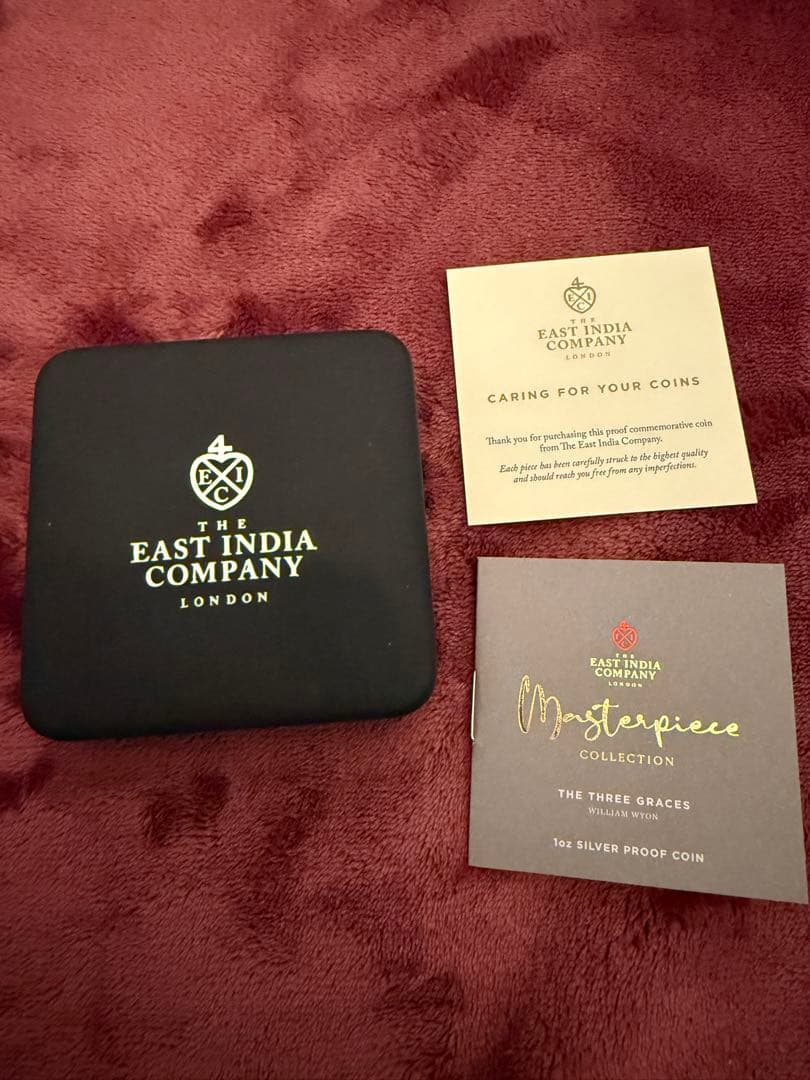 4
E I
C
THE
EAST INDIA
COMPANY
LONDON
4
E I
C
THE
EAST INDIA
COMPANY
LONDON
CARING FOR YOUR COINS
Thank you for purchasing this proof commemorative coin
from The East India Company.
Each piece has been carefully struck to the highest quality
and should reach you free from any imperfections.
THE
EAST INDIA
COMPANY
LONDON
Masterpiece
COLLECTION
THE THREE GRACES
WILLIAM WYON
1oz SILVER PROOF COIN